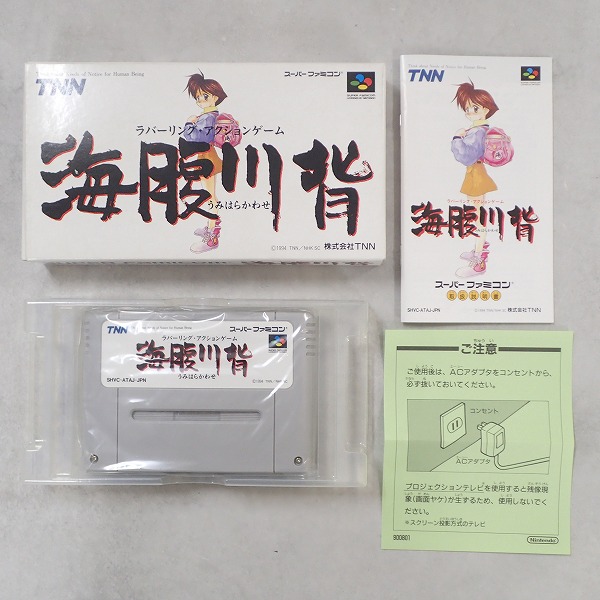 TNN
スーパーファミコン
ラバーリング・アクションゲーム
海腹川背
うみはらかわせ
©1994 TNN/NHK SC
株式会社TNN
TNN
スーパーファミコン
ラバーリング・アクションゲーム
海腹川背
うみはらかわせ
スーパーファミコン
取扱説明書
SHVC-ATAJ-JPN
株式会社TNN
TNN
スーパーファミコン
ラバーリング・アクションゲーム
海腹川背
うみはらかわせ
SHVC-ATAJ-JPN
ご注意
ご使用後は、ACアダプタをコンセントから、
必ず抜いておいてください。
コンセント
ACアダプタ
プロジェクションテレビを使用すると残像現
象(画面ヤケ)が生ずるため、使用しないでく
ださい。
※スクリーン投影方式のテレビ
900801
Nintendo